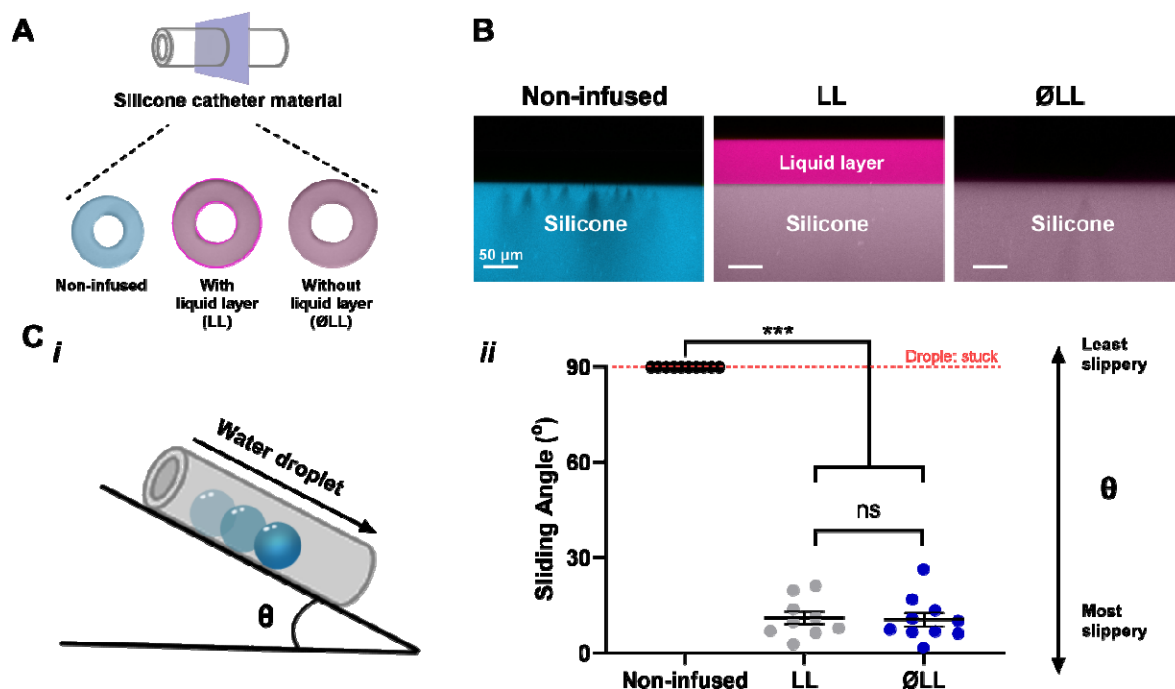 A
Silicone catheter material
Non-infused
With
liquid layer
(LL)
Without
liquid layer
(ØLL)
B
Non-infused
LL
ØLL
Silicone
50 µm
Liquid layer
Silicone
Silicone
C i
Water droplet
θ
ii
***
Drople: stuck
Sliding Angle (º)
90
60
30
0
ns
Non-infused
LL
ØLL
Least
slippery
θ
Most
slippery